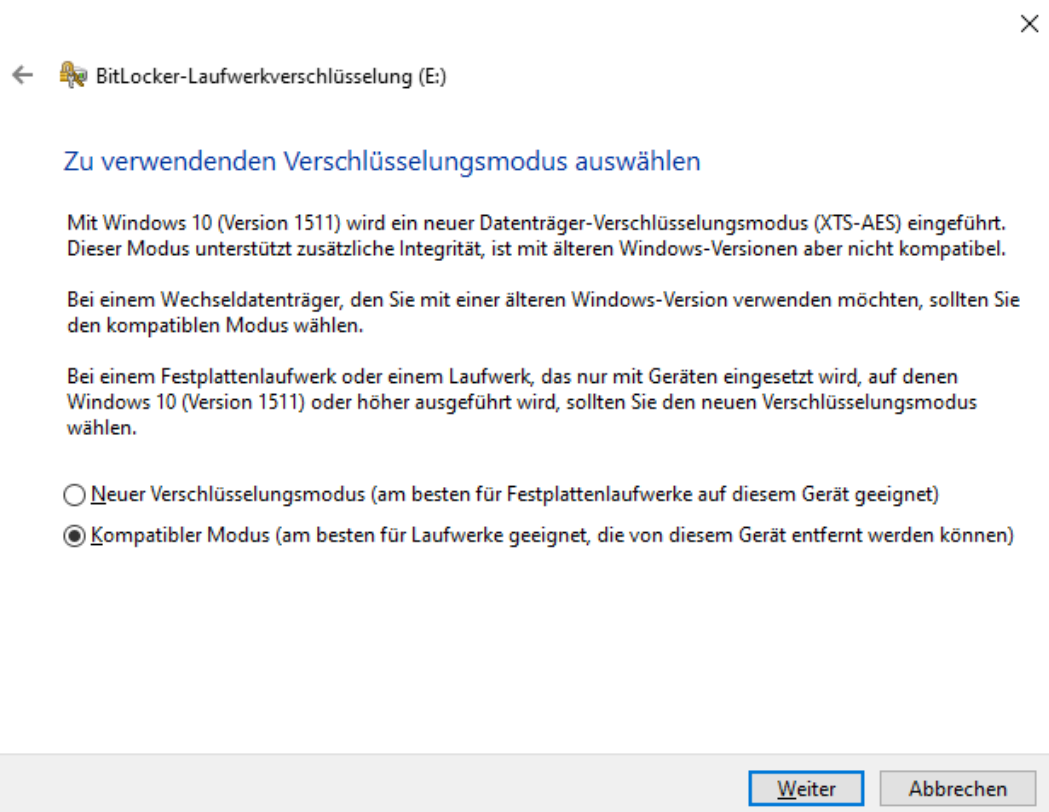 BitLocker-Laufwerkverschlüsselung (E:)
Zu verwendenden Verschlüsselungsmodus auswählen
Mit Windows 10 (Version 1511) wird ein neuer Datenträger-Verschlüsselungsmodus (XTS-AES) eingeführt.
Dieser Modus unterstützt zusätzliche Integrität, ist mit älteren Windows-Versionen aber nicht kompatibel.
Bei einem Wechseldatenträger, den Sie mit einer älteren Windows-Version verwenden möchten, sollten Sie
den kompatiblen Modus wählen.
Bei einem Festplattenlaufwerk oder einem Laufwerk, das nur mit Geräten eingesetzt wird, auf denen
Windows 10 (Version 1511) oder höher ausgeführt wird, sollten Sie den neuen Verschlüsselungsmodus
wählen.
Neuer Verschlüsselungsmodus (am besten für Festplattenlaufwerke auf diesem Gerät geeignet)
Kompatibler Modus (am besten für Laufwerke geeignet, die von diesem Gerät entfernt werden können)
Weiter
Abbrechen